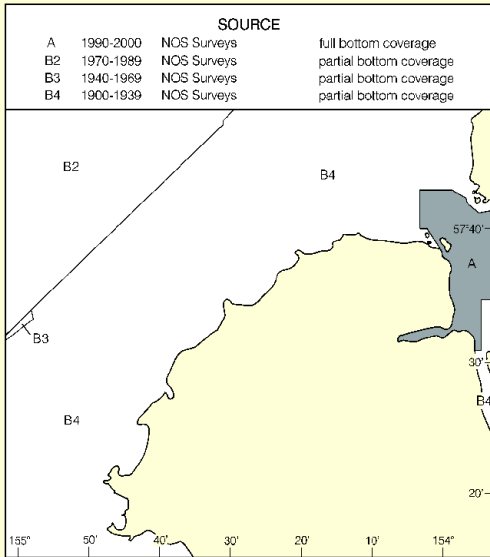 SOURCE
A 1990-2000 NOS Surveys full bottom coverage
B2 1970-1989 NOS Surveys partial bottom coverage
B3 1940-1969 NOS Surveys partial bottom coverage
B4 1900-1939 NOS Surveys partial bottom coverage
B2
B4
57°40'
A
B3
30'
B4
B4
20'
155° 50' 40' 30' 20' 10' 154°